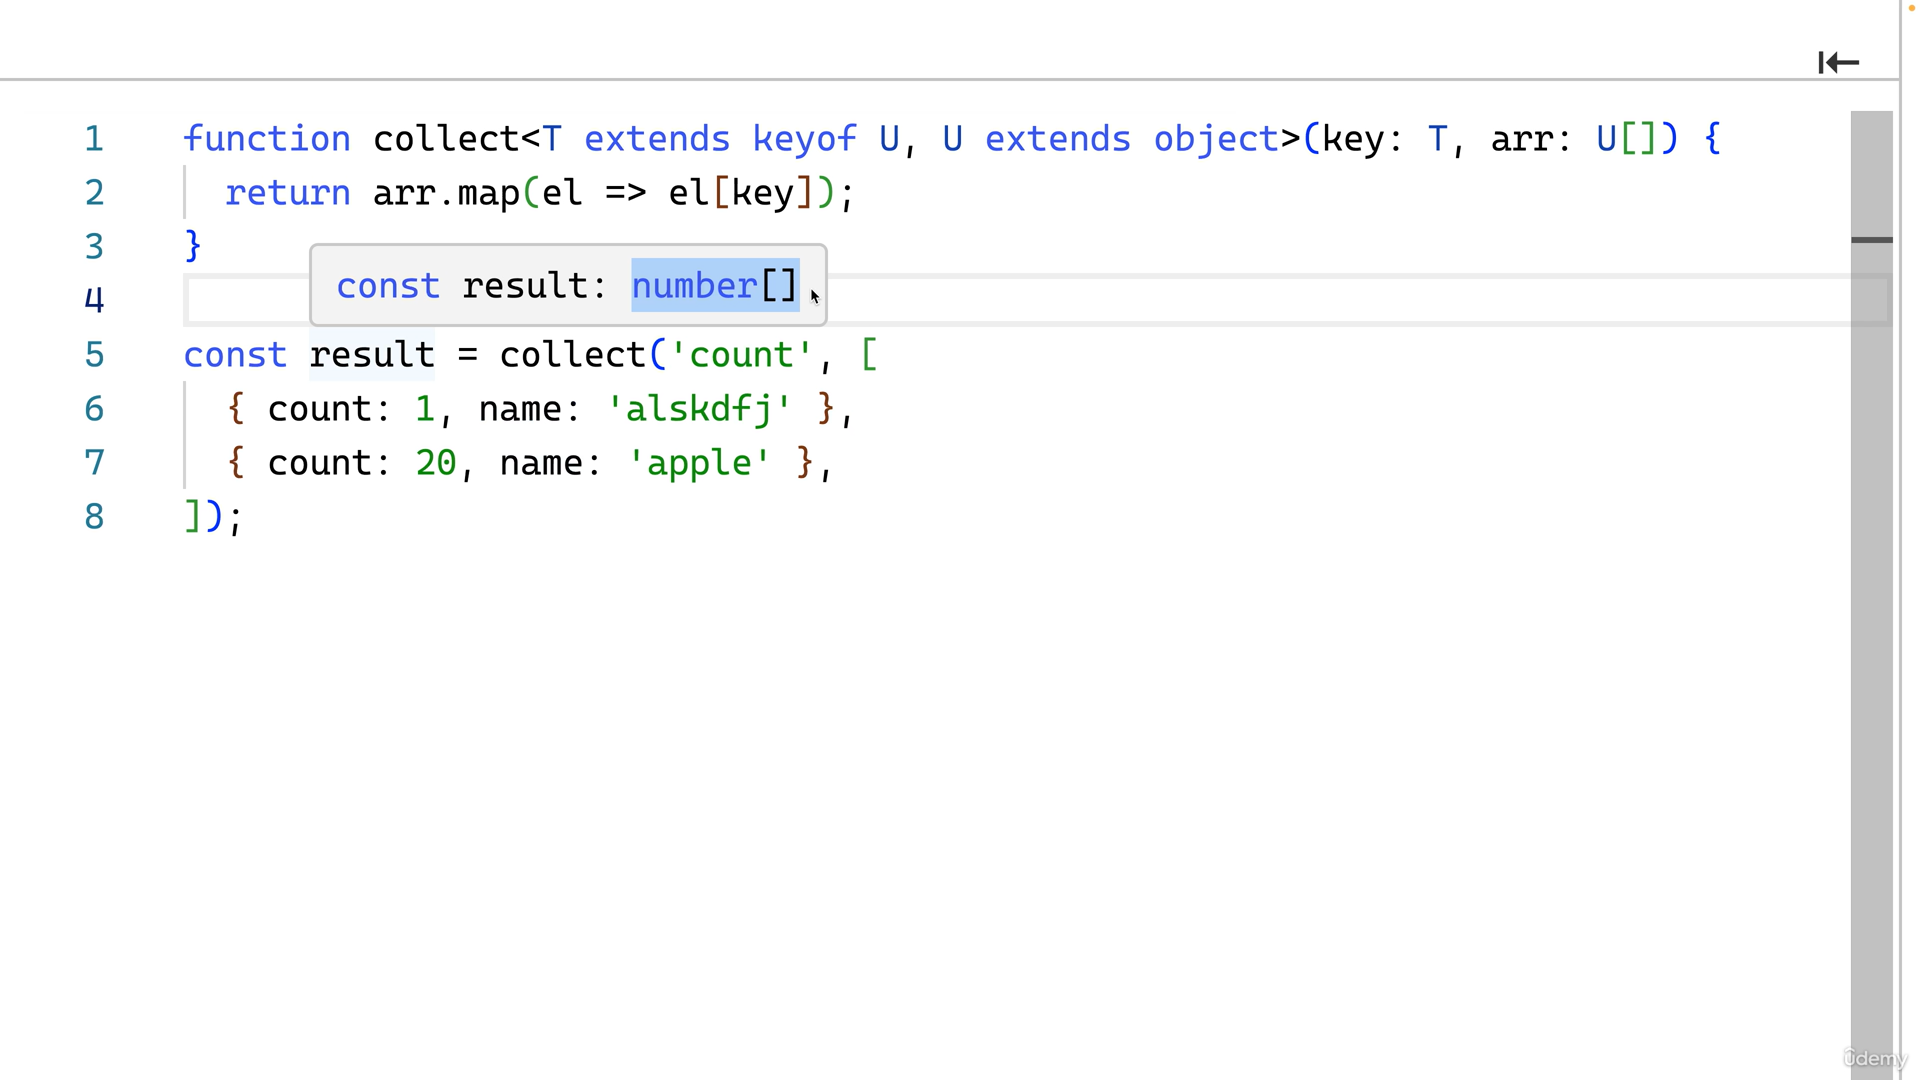 1 function collect<T extends keyof U, U extends object>(key: T, arr: U[]) {
2 return arr.map(el => el[key]);
3 }
const result: number[]
4
5 const result = collect('count', [
6 { count: 1, name: 'alskdfj' },
7 { count: 20, name: 'apple' },
8 ]);
ûdemy